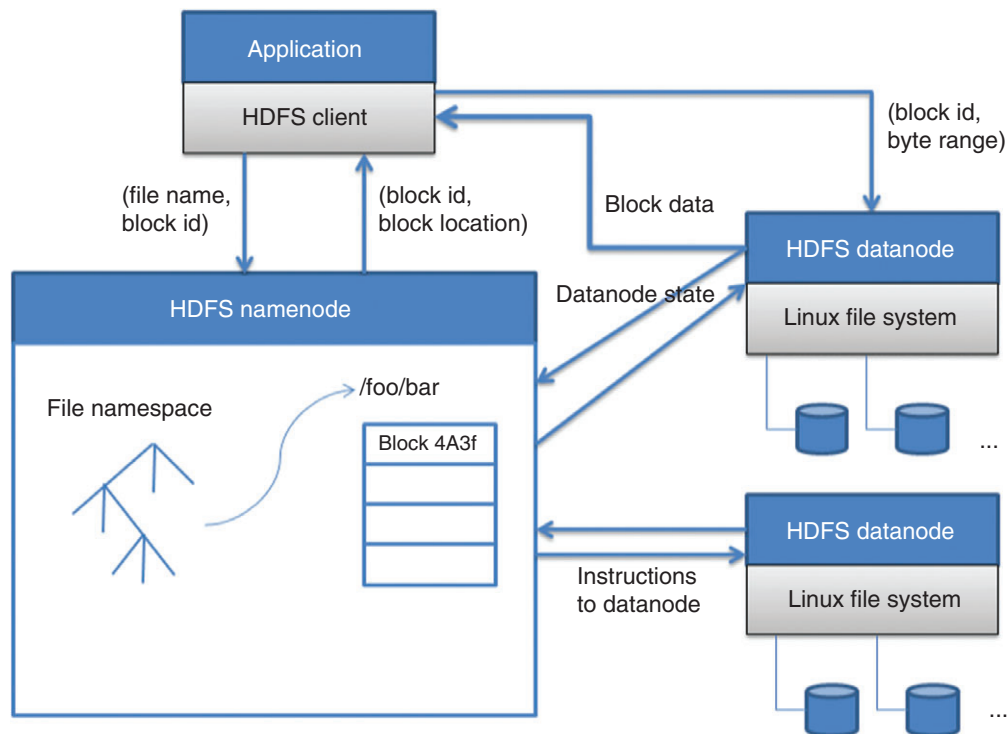 Application
HDFS client
(file name,
block id)
(block id,
block location)
Block data
(block id,
byte range)
HDFS datanode
Linux file system
...
Datanode state
HDFS namenode
File namespace
/foo/bar
Block 4A3f
Instructions
to datanode
HDFS datanode
Linux file system
...